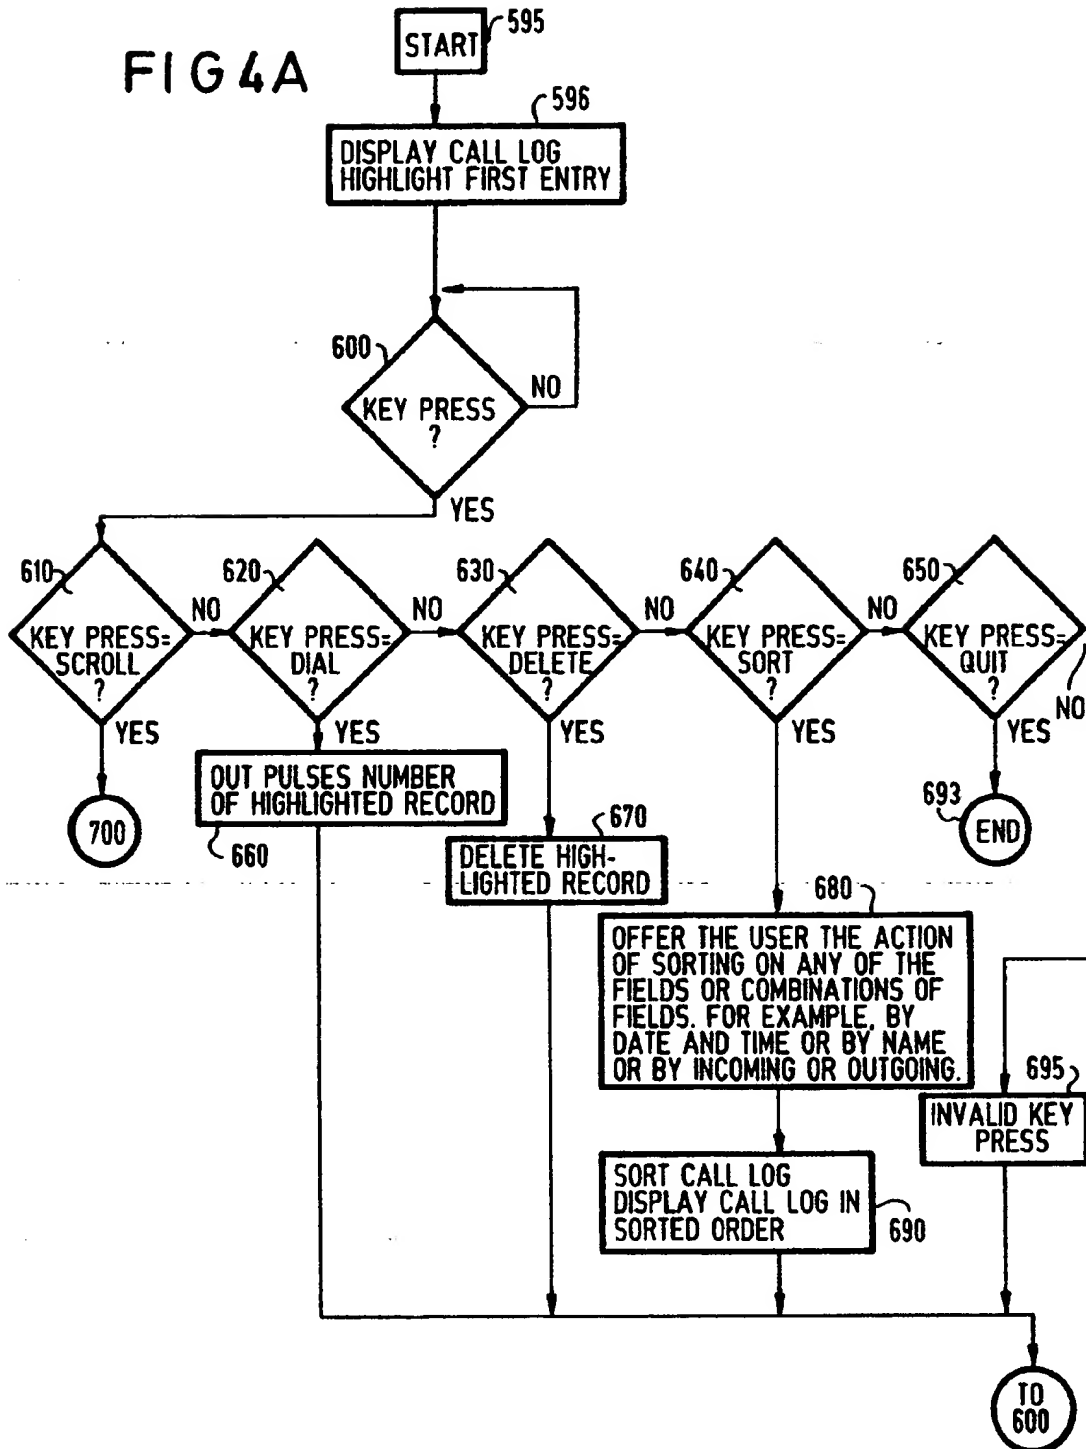 FIG 4A
START
595
596
DISPLAY CALL LOG
HIGHLIGHT FIRST ENTRY
600
KEY PRESS
?
NO
YES
610
KEY PRESS=
SCROLL
?
NO
YES
700
620
KEY PRESS=
DIAL
?
NO
YES
OUT PULSES NUMBER
OF HIGHLIGHTED RECORD
660
630
KEY PRESS=
DELETE
?
NO
YES
670
DELETE HIGH-
LIGHTED RECORD
640
KEY PRESS=
SORT
?
NO
YES
680
OFFER THE USER THE ACTION
OF SORTING ON ANY OF THE
FIELDS OR COMBINATIONS OF
FIELDS. FOR EXAMPLE, BY
DATE AND TIME OR BY NAME
OR BY INCOMING OR OUTGOING.
SORT CALL LOG
DISPLAY CALL LOG IN
SORTED ORDER
690
650
KEY PRESS=
QUIT
?
NO
YES
693
END
695
INVALID KEY
PRESS
TO
600